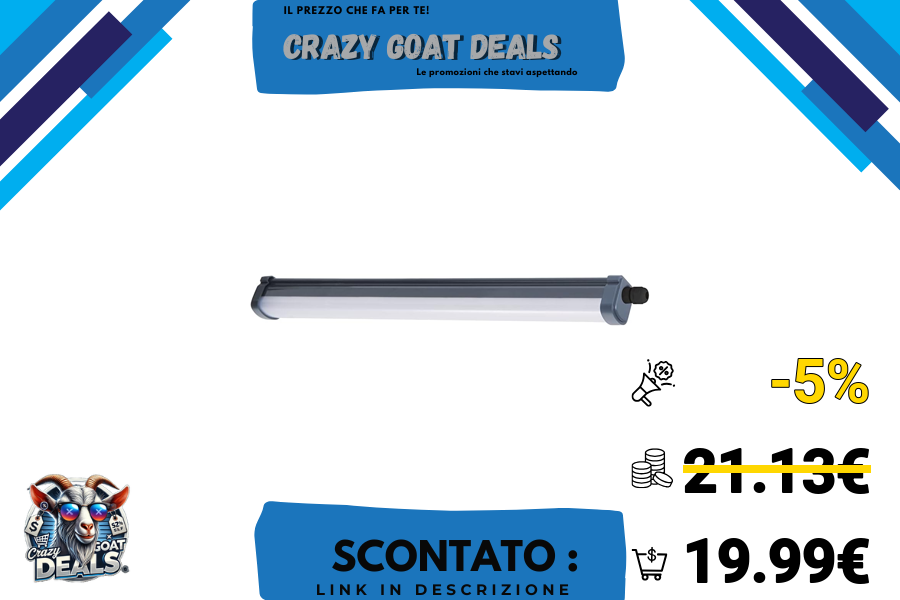 IL PREZZO CHE FA PER TE!
CRAZY GOAT DEALS
Le promozioni che stavi aspettando
-5%
21.13€
19.99€
SCONTATO :
LINK IN DESCRIZIONE
Crazy GOAT
DEALS